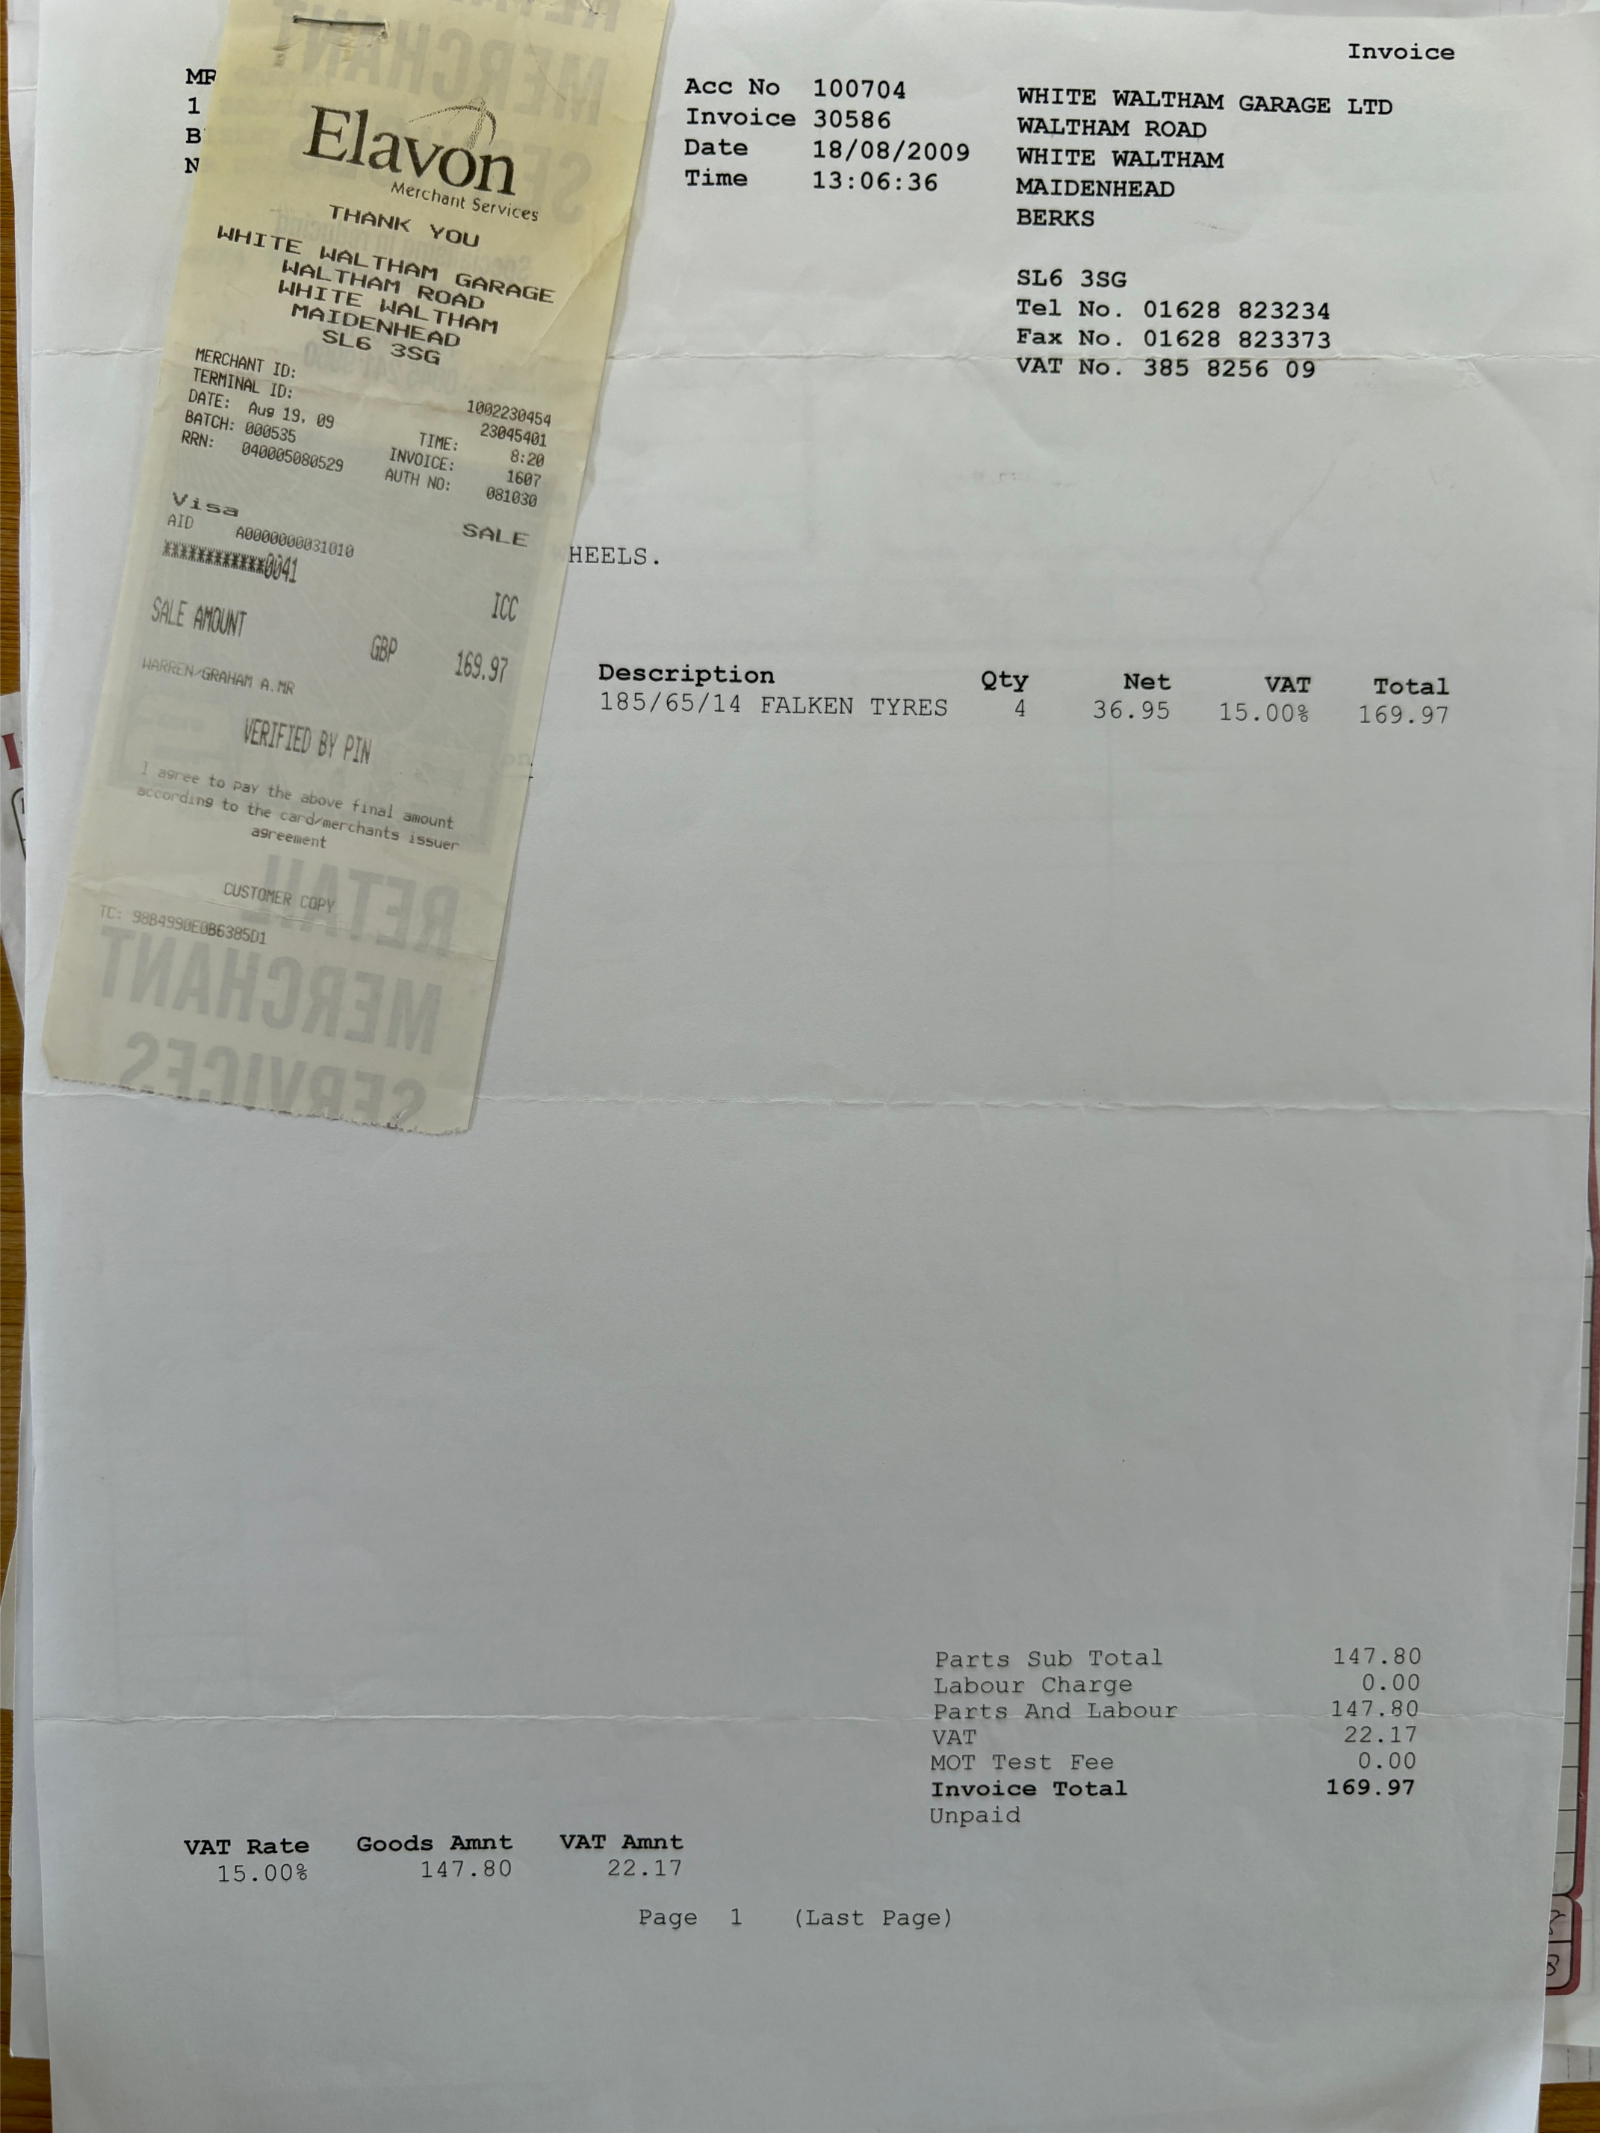 Invoice
MR
1
B
N
Acc No 100704
Invoice 30586
Date 18/08/2009
Time 13:06:36
WHITE WALTHAM GARAGE LTD
WALTHAM ROAD
WHITE WALTHAM
MAIDENHEAD
BERKS
SL6 3SG
Tel No. 01628 823234
Fax No. 01628 823373
VAT No. 385 8256 09
Elavon
Merchant Services
THANK YOU
WHITE WALTHAM GARAGE
WALTHAM ROAD
WHITE WALTHAM
MAIDENHEAD
SL6 3SG
MERCHANT ID: 1002230454
TERMINAL ID: 23045401
DATE: Aug 19, 09 TIME: 8:20
BATCH: 000535 INVOICE: 1607
RRN: 040005080529 AUTH NO: 081030
Visa SALE
AID A0000000031010
************0041
ICC
SALE AMOUNT GBP 169.97
WARREN/GRAHAM A.MR
VERIFIED BY PIN
I agree to pay the above final amount
according to the card/merchants issuer
agreement
CUSTOMER COPY
TC: 98B4990E0B6385D1
RETAIL
MERCHANT
SERVICES
HEELS.
Description Qty Net VAT Total
185/65/14 FALKEN TYRES 4 36.95 15.00% 169.97
Parts Sub Total 147.80
Labour Charge 0.00
Parts And Labour 147.80
VAT 22.17
MOT Test Fee 0.00
Invoice Total 169.97
Unpaid
VAT Rate Goods Amnt VAT Amnt
15.00% 147.80 22.17
Page 1 (Last Page)